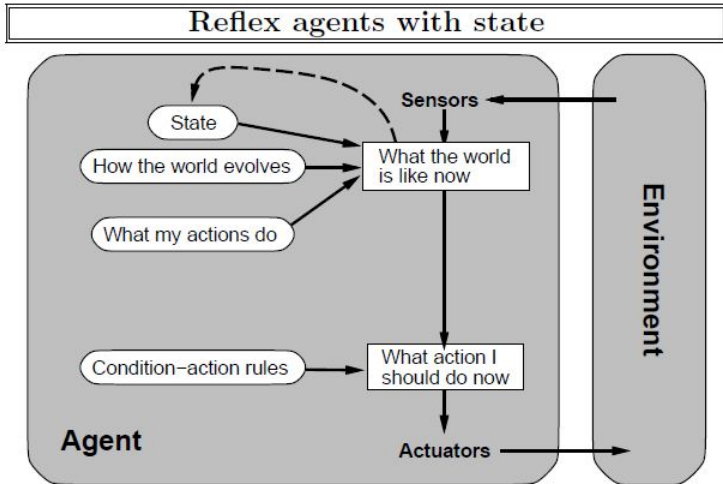 Reflex agents with state
Sensors
State
How the world evolves
What the world
is like now
What my actions do
Condition−action rules
What action I
should do now
Agent
Actuators
Environment